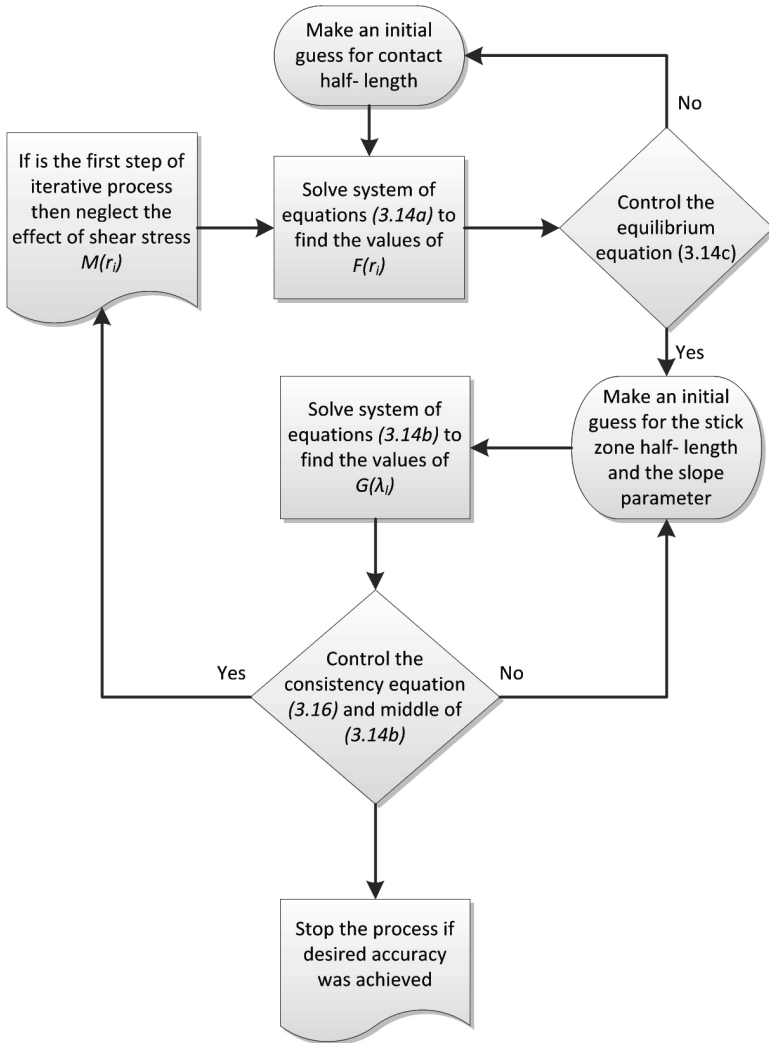 Make an initial
guess for contact
half- length
No
If is the first step of
iterative process
then neglect the
effect of shear stress
M(rᵢ)
Solve system of
equations (3.14a) to
find the values of
F(rᵢ)
Control the
equilibrium
equation (3.14c)
Yes
Make an initial
guess for the stick
zone half- length
and the slope
parameter
Solve system of
equations (3.14b) to
find the values of
G(λᵢ)
Yes
No
Control the
consistency equation
(3.16) and middle of
(3.14b)
Stop the process if
desired accuracy
was achieved